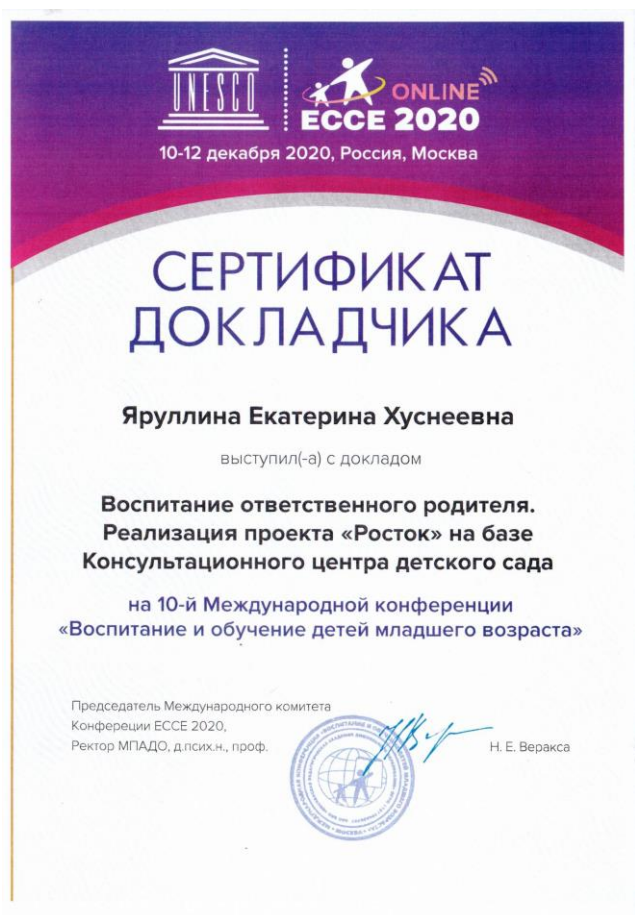 UNESCO
ONLINE
ECCE 2020
10-12 декабря 2020, Россия, Москва
СЕРТИФИКАТ
ДОКЛАДЧИКА
Яруллина Екатерина Хуснеевна
выступил(-а) с докладом
Воспитание ответственного родителя.
Реализация проекта «Росток» на базе
Консультационного центра детского сада
на 10-й Международной конференции
«Воспитание и обучение детей младшего возраста»
Председатель Международного комитета
Конфереции ECCE 2020,
Ректор МПАДО, д.псих.н., проф.
Н. Е. Веракса